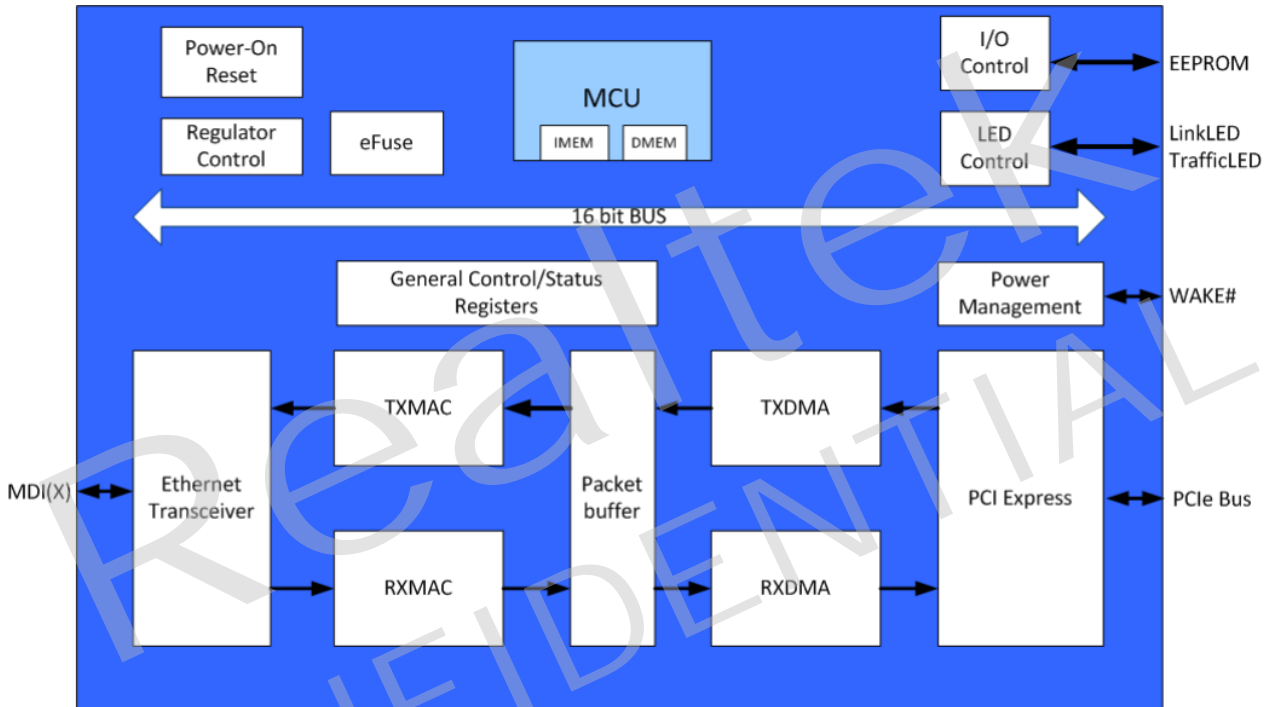 Power-On
Reset
MCU
I/O
Control
EEPROM
Regulator
Control
eFuse
IMEM
DMEM
LED
Control
LinkLED
TrafficLED
16 bit BUS
General Control/Status
Registers
Power
Management
WAKE#
TXMAC
TXDMA
MDI(X)
Ethernet
Transceiver
Packet
buffer
PCI Express
PCIe Bus
RXMAC
RXDMA
Realtek
FIDENTIAL